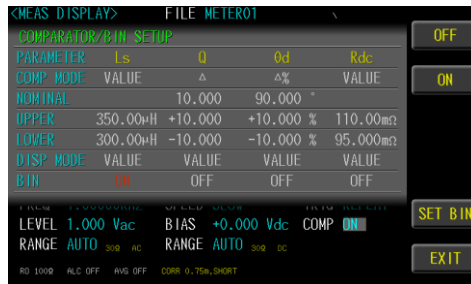 <MEAS DISPLAY> FILE METER01
OFF
COMPARATOR/BIN SETUP
PARAMETER Ls Q θd Rdc
ON
COMP MODE VALUE △ △% VALUE
NOMINAL 10.000 90.000 °
UPPER 350.00μH +10.000 +10.000 % 110.00mΩ
LOWER 300.00μH -10.000 -10.000 % 95.000mΩ
DISP MODE VALUE VALUE VALUE VALUE
BIN ON OFF OFF OFF
SET BIN
LEVEL 1.000 Vac BIAS +0.000 Vdc COMP ON
RANGE AUTO 30Ω AC RANGE AUTO 30Ω DC
EXIT
RO 100Ω ALC OFF AVG OFF CORR 0.75m,SHORT